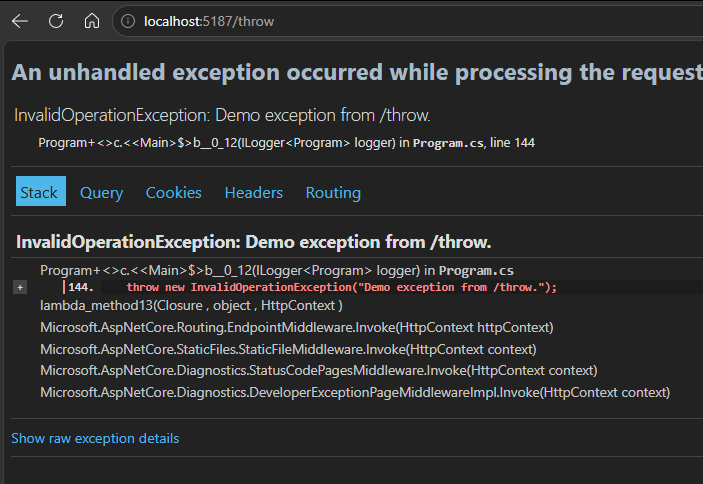 localhost:5187/throw
An unhandled exception occurred while processing the request
InvalidOperationException: Demo exception from /throw.
Program+<>c.<<Main>$>b__0_12(ILogger<Program> logger) in Program.cs, line 144
Stack Query Cookies Headers Routing
InvalidOperationException: Demo exception from /throw.
Program+<>c.<<Main>$>b__0_12(ILogger<Program> logger) in Program.cs
+ 144. throw new InvalidOperationException("Demo exception from /throw.");
lambda_method13(Closure , object , HttpContext )
Microsoft.AspNetCore.Routing.EndpointMiddleware.Invoke(HttpContext httpContext)
Microsoft.AspNetCore.StaticFiles.StaticFileMiddleware.Invoke(HttpContext context)
Microsoft.AspNetCore.Diagnostics.StatusCodePagesMiddleware.Invoke(HttpContext context)
Microsoft.AspNetCore.Diagnostics.DeveloperExceptionPageMiddlewareImpl.Invoke(HttpContext context)
Show raw exception details